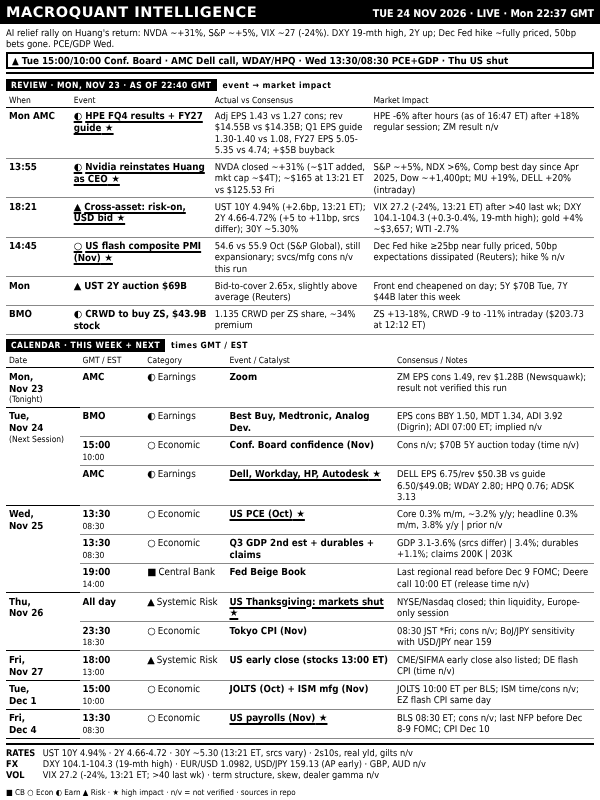 MACROQUANT INTELLIGENCE TUE 24 NOV 2026 · LIVE · Mon 22:37 GMT
AI relief rally on Huang's return: NVDA ~+31%, S&P ~+5%, VIX ~27 (-24%). DXY 19-mth high, 2Y up; Dec Fed hike ~fully priced, 50bp
bets gone. PCE/GDP Wed.
▲ Tue 15:00/10:00 Conf. Board · AMC Dell call, WDAY/HPQ · Wed 13:30/08:30 PCE+GDP · Thu US shut
REVIEW · MON, NOV 23 · AS OF 22:40 GMT event → market impact
When Event Actual vs Consensus Market Impact
Mon AMC ◐ HPE FQ4 results + FY27 guide ★ Adj EPS 1.43 vs 1.27 cons; rev $14.55B vs $14.35B; Q1 EPS guide 1.30-1.40 vs 1.08, FY27 EPS 5.05-5.35 vs 4.74; +$5B buyback HPE -6% after hours (as of 16:47 ET) after +18% regular session; ZM result n/v
13:55 ◐ Nvidia reinstates Huang as CEO ★ NVDA closed ~+31% (~$1T added, mkt cap ~$4T); ~$165 at 13:21 ET vs $125.53 Fri S&P ~+5%, NDX >6%, Comp best day since Apr 2025, Dow ~+1,400pt; MU +19%, DELL +20% (intraday)
18:21 ▲ Cross-asset: risk-on, USD bid ★ UST 10Y 4.94% (+2.6bp, 13:21 ET); 2Y 4.66-4.72% (+5 to +11bp, srcs differ); 30Y ~5.30% VIX 27.2 (-24%, 13:21 ET) after >40 last wk; DXY 104.1-104.3 (+0.3-0.4%, 19-mth high); gold +4% ~$3,657; WTI -2.7%
14:45 ○ US flash composite PMI (Nov) ★ 54.6 vs 55.9 Oct (S&P Global), still expansionary; svcs/mfg cons n/v this run Dec Fed hike ≥25bp near fully priced, 50bp expectations dissipated (Reuters); hike % n/v
Mon ▲ UST 2Y auction $69B Bid-to-cover 2.65x, slightly above average (Reuters) Front end cheapened on day; 5Y $70B Tue, 7Y $44B later this week
BMO ◐ CRWD to buy ZS, $43.9B stock 1.135 CRWD per ZS share, ~34% premium ZS +13-18%, CRWD -9 to -11% intraday ($203.73 at 12:12 ET)
CALENDAR · THIS WEEK + NEXT times GMT / EST
Date GMT / EST Category Event / Catalyst Consensus / Notes
Mon, Nov 23 (Tonight) AMC ◐ Earnings Zoom ZM EPS cons 1.49, rev $1.28B (Newsquawk); result not verified this run
Tue, Nov 24 (Next Session) BMO ◐ Earnings Best Buy, Medtronic, Analog Dev. EPS cons BBY 1.50, MDT 1.34, ADI 3.92 (Digrin); ADI 07:00 ET; implied n/v
15:00 10:00 ○ Economic Conf. Board confidence (Nov) Cons n/v; $70B 5Y auction today (time n/v)
AMC ◐ Earnings Dell, Workday, HP, Autodesk ★ DELL EPS 6.75/rev $50.3B vs guide 6.50/$49.0B; WDAY 2.80; HPQ 0.76; ADSK 3.13
Wed, Nov 25 13:30 08:30 ○ Economic US PCE (Oct) ★ Core 0.3% m/m, ~3.2% y/y; headline 0.3% m/m, 3.8% y/y | prior n/v
13:30 08:30 ○ Economic Q3 GDP 2nd est + durables + claims GDP 3.1-3.6% (srcs differ) | 3.4%; durables +1.1%; claims 200K | 203K
19:00 14:00 ■ Central Bank Fed Beige Book Last regional read before Dec 9 FOMC; Deere call 10:00 ET (release time n/v)
Thu, Nov 26 All day ▲ Systemic Risk US Thanksgiving: markets shut ★ NYSE/Nasdaq closed; thin liquidity, Europe-only session
23:30 18:30 ○ Economic Tokyo CPI (Nov) 08:30 JST *Fri; cons n/v; BoJ/JPY sensitivity with USD/JPY near 159
Fri, Nov 27 18:00 13:00 ▲ Systemic Risk US early close (stocks 13:00 ET) CME/SIFMA early close also listed; DE flash CPI (time n/v)
Tue, Dec 1 15:00 10:00 ○ Economic JOLTS (Oct) + ISM mfg (Nov) JOLTS 10:00 ET per BLS; ISM time/cons n/v; EZ flash CPI same day
Fri, Dec 4 13:30 08:30 ○ Economic US payrolls (Nov) ★ BLS 08:30 ET; cons n/v; last NFP before Dec 8-9 FOMC; CPI Dec 10
RATES UST 10Y 4.94% · 2Y 4.66-4.72 · 30Y ~5.30 (13:21 ET, srcs vary) · 2s10s, real yld, gilts n/v
FX DXY 104.1-104.3 (19-mth high) · EUR/USD 1.0982, USD/JPY 159.13 (AP early) · GBP, AUD n/v
VOL VIX 27.2 (-24%, 13:21 ET; >40 last wk) · term structure, skew, dealer gamma n/v
■ CB ○ Econ ◐ Earn ▲ Risk · ★ high impact · n/v = not verified · sources in repo